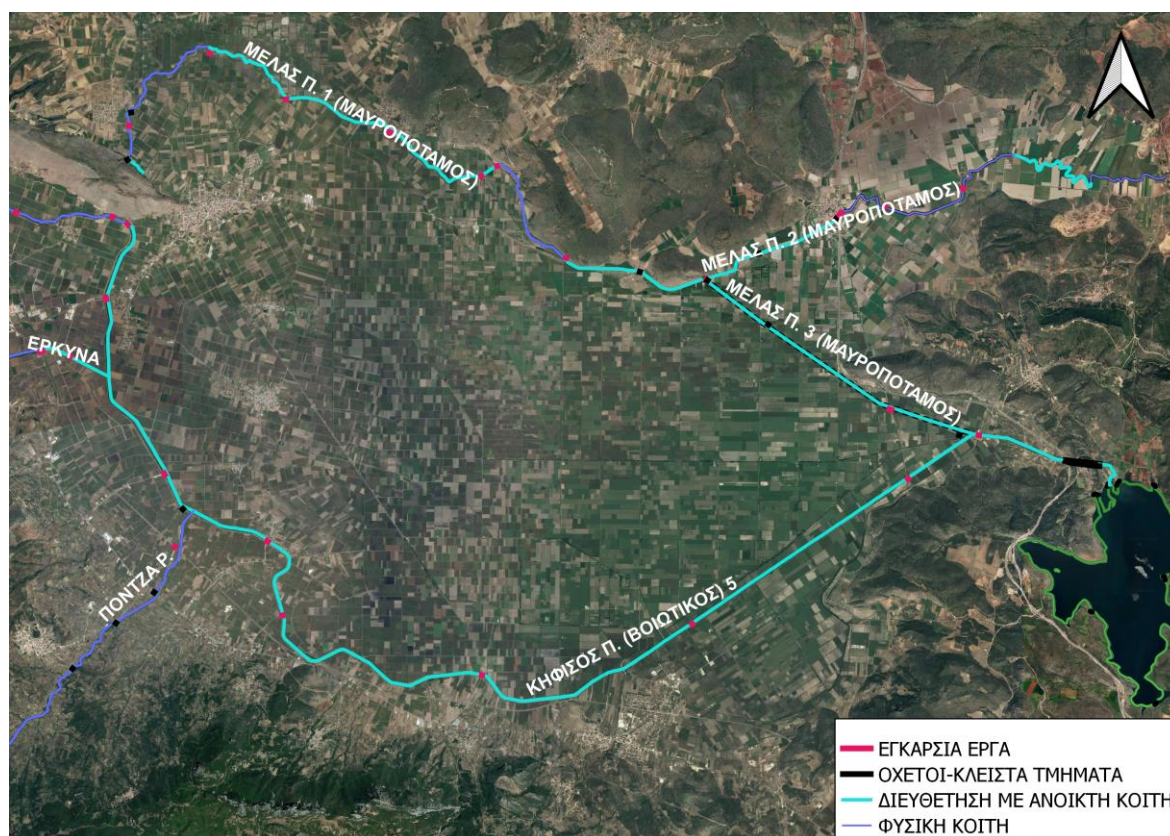 ΜΕΛΑΣ Π. 1 (ΜΑΥΡΟΠΟΤΑΜΟΣ)
ΜΕΛΑΣ Π. 2 (ΜΑΥΡΟΠΟΤΑΜΟΣ)
ΜΕΛΑΣ Π. 3 (ΜΑΥΡΟΠΟΤΑΜΟΣ)
ΕΡΚΥΝΑ
ΠΟΝΤΖΑ Ρ.
ΚΗΦΙΣΟΣ Π. (ΒΟΙΩΤΙΚΟΣ) 5
ΕΓΚΑΡΣΙΑ ΕΡΓΑ
ΟΧΕΤΟΙ-ΚΛΕΙΣΤΑ ΤΜΗΜΑΤΑ
ΔΙΕΥΘΕΤΗΣΗ ΜΕ ΑΝΟΙΚΤΗ ΚΟΙΤΗ
ΦΥΣΙΚΗ ΚΟΙΤΗ